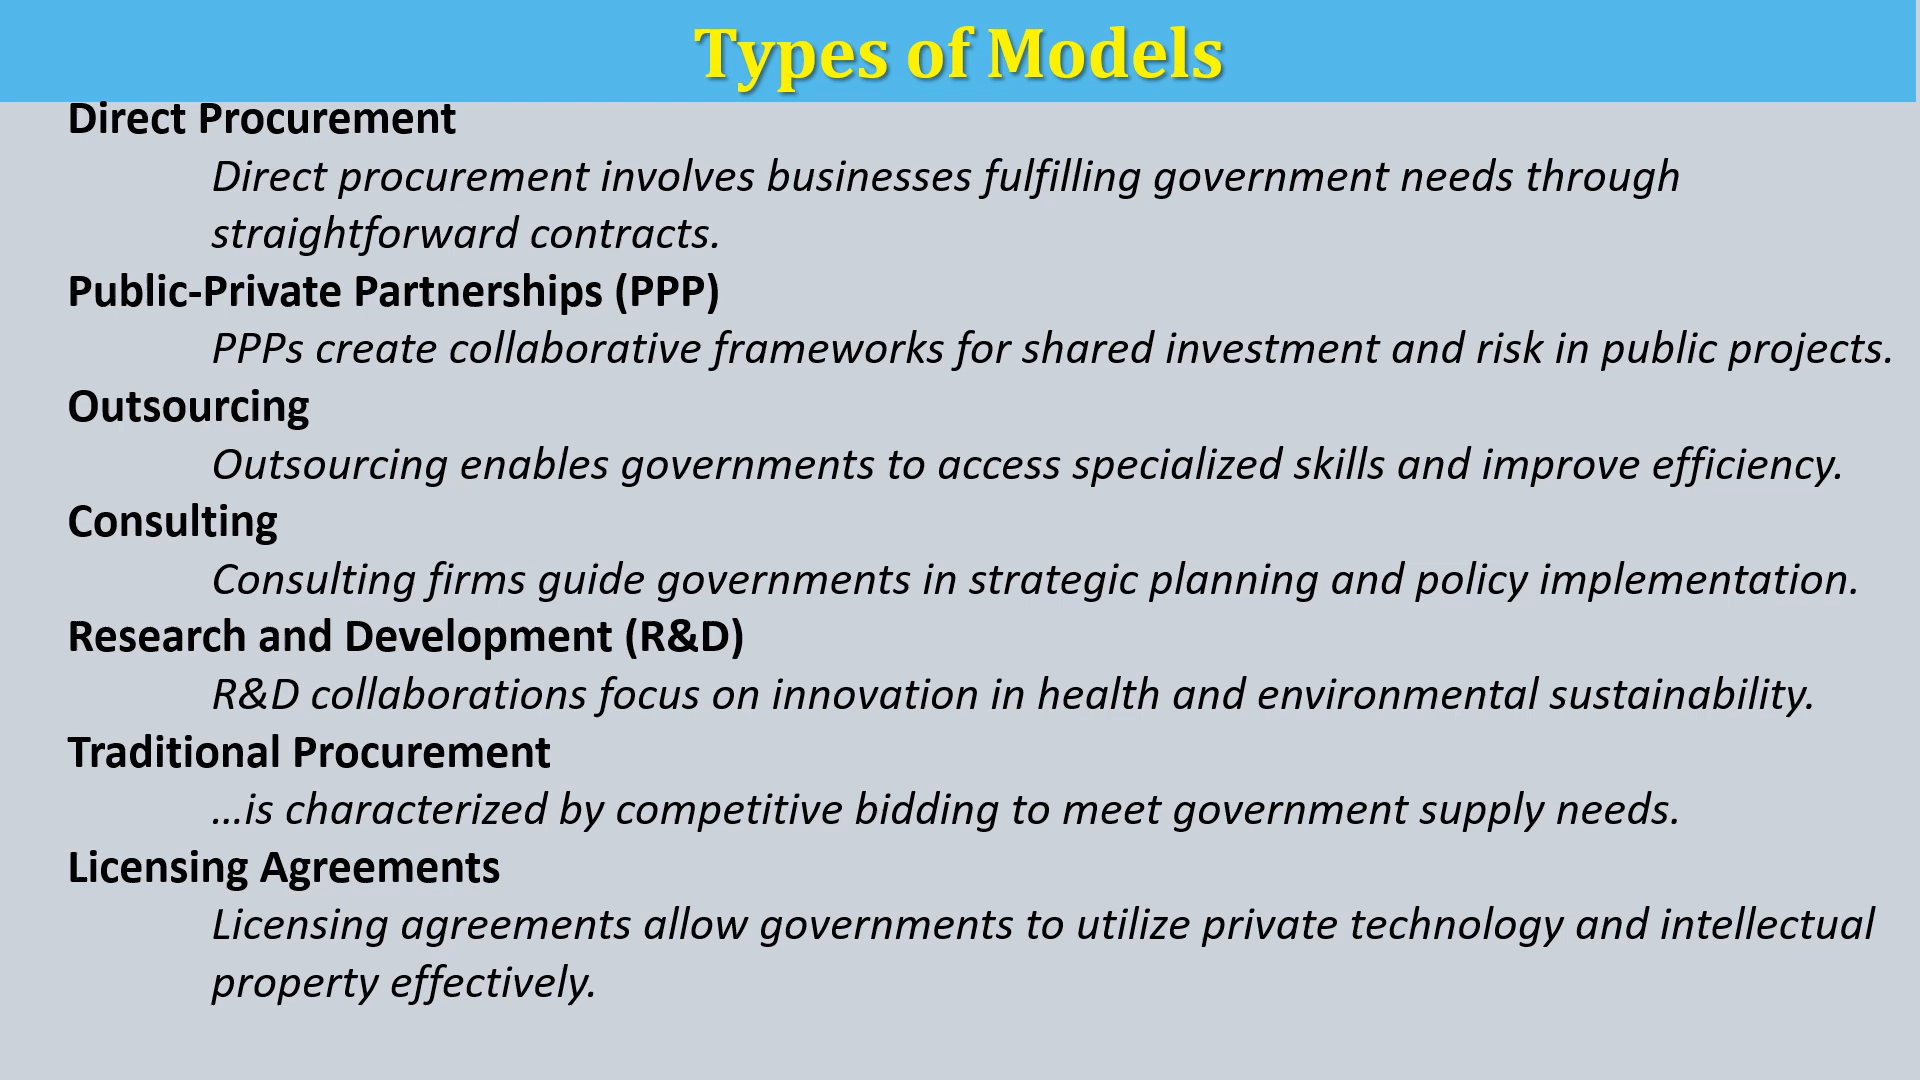 Types of Models
Direct Procurement
Direct procurement involves businesses fulfilling government needs through
straightforward contracts.
Public-Private Partnerships (PPP)
PPPs create collaborative frameworks for shared investment and risk in public projects.
Outsourcing
Outsourcing enables governments to access specialized skills and improve efficiency.
Consulting
Consulting firms guide governments in strategic planning and policy implementation.
Research and Development (R&D)
R&D collaborations focus on innovation in health and environmental sustainability.
Traditional Procurement
…is characterized by competitive bidding to meet government supply needs.
Licensing Agreements
Licensing agreements allow governments to utilize private technology and intellectual
property effectively.